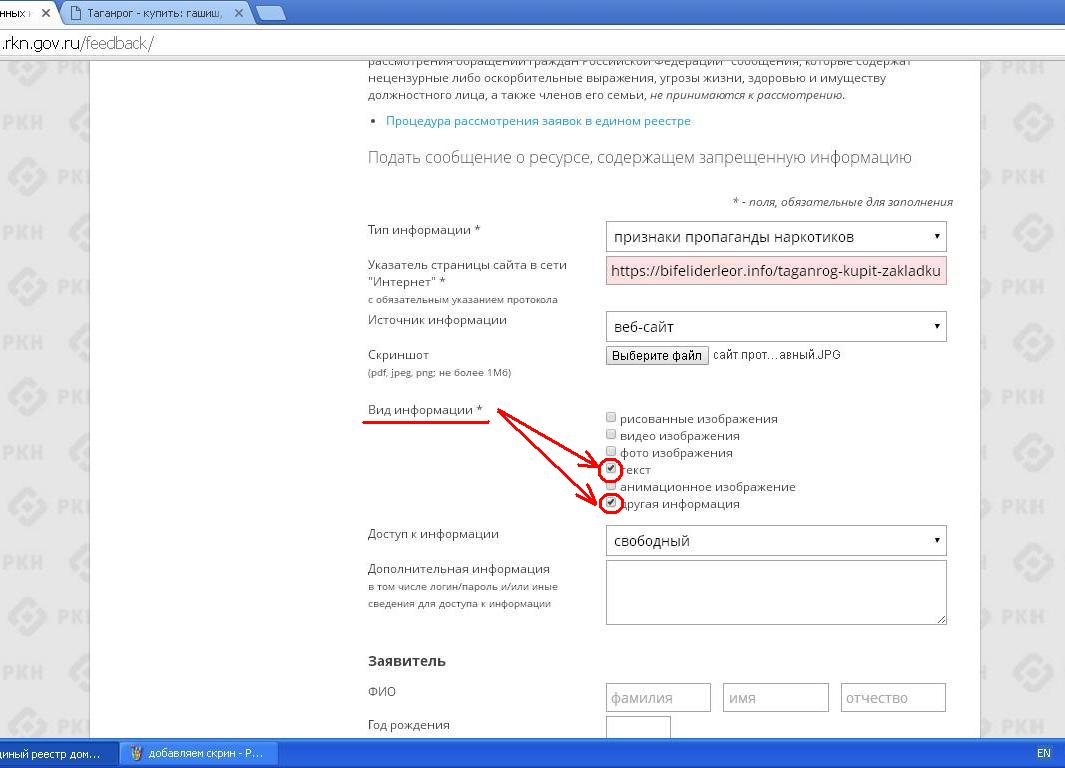 нных
Таганрог - купить: гашиш,
.rkn.gov.ru/feedback/
рассмотрения обращений граждан Российской Федерации" сообщения, которые содержат
нецензурные либо оскорбительные выражения, угрозы жизни, здоровью и имуществу
должностного лица, а также членов его семьи, не принимаются к рассмотрению.
• Процедура рассмотрения заявок в едином реестре
Подать сообщение о ресурсе, содержащем запрещенную информацию
* - поля, обязательные для заполнения
Тип информации *
признаки пропаганды наркотиков
Указатель страницы сайта в сети
"Интернет" *
с обязательным указанием протокола
https://bifeliderleor.info/taganrog-kupit-zakladku
Источник информации
веб-сайт
Скриншот
(pdf, jpeg, png; не более 1Мб)
Выберите файл сайт прот...авный.JPG
Вид информации *
рисованные изображения
видео изображения
фото изображения
текст
анимационное изображение
другая информация
Доступ к информации
свободный
Дополнительная информация
в том числе логин/пароль и/или иные
сведения для доступа к информации
Заявитель
ФИО
фамилия имя отчество
Год рождения
диный реестр дом... добавляем скрин - P... EN
РКН